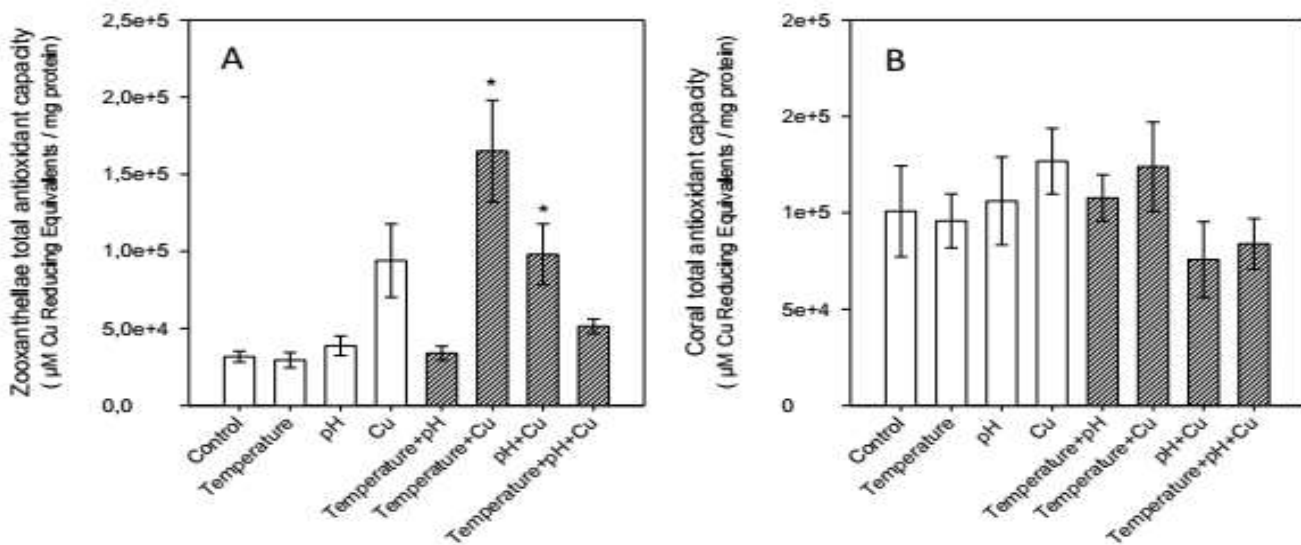 Zooxanthellae total antioxidant capacity
( µM Cu Reducing Equivalents / mg protein)
2,5e+5
2,0e+5
1,5e+5
1,0e+5
5,0e+4
0,0
A
*
*
Control
Temperature
pH
Cu
Temperature+pH
Temperature+Cu
pH+Cu
Temperature+pH+Cu
Coral total antioxidant capacity
( µM Cu Reducing Equivalents / mg protein)
2e+5
2e+5
1e+5
5e+4
0
B
Control
Temperature
pH
Cu
Temperature+pH
Temperature+Cu
pH+Cu
Temperature+pH+Cu